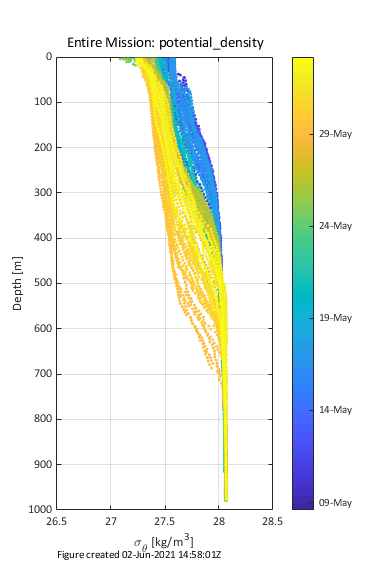 Entire Mission: potential_density
0
100
200
300
400
500
600
700
800
900
1000
Depth [m]
26.5 27 27.5 28 28.5
σθ [kg/m³]
29-May
24-May
19-May
14-May
09-May
Figure created 02-Jun-2021 14:58:01Z